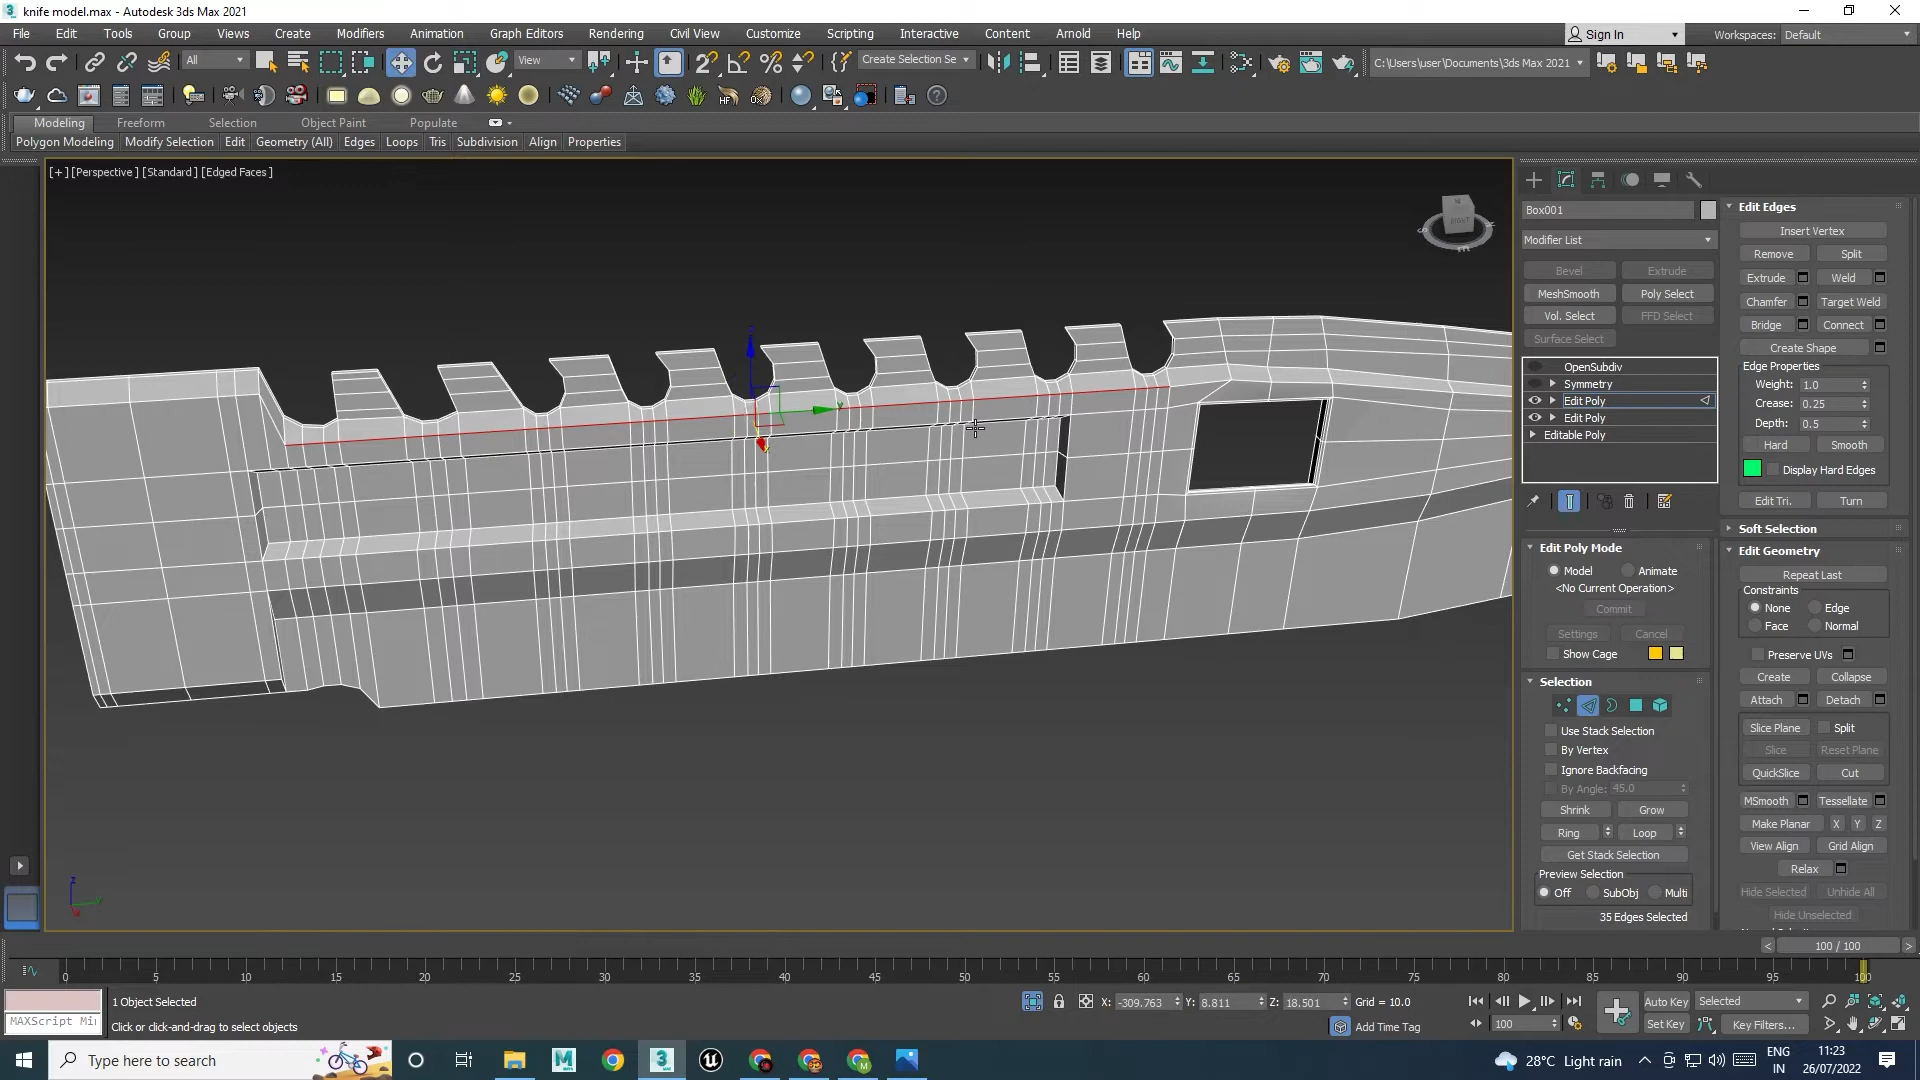 knife model.max - Autodesk 3ds Max 2021
File Edit Tools Group Views Create Modifiers Animation Graph Editors Rendering Civil View Customize Scripting Interactive Content Arnold Help
Sign In Workspaces: Default
All View Create Selection Se C:\Users\user\Documents\3ds Max 2021
Modeling Freeform Selection Object Paint Populate
Polygon Modeling Modify Selection Edit Geometry (All) Edges Loops Tris Subdivision Align Properties
[+] [Perspective] [Standard] [Edged Faces]
Box001
Modifier List
Bevel Extrude
MeshSmooth Poly Select
Vol. Select FFD Select
Surface Select
OpenSubdiv
Symmetry
Edit Poly
Edit Poly
Editable Poly
Edit Poly Mode
Model Animate
<No Current Operation>
Commit
Settings Cancel
Show Cage
Selection
Use Stack Selection
By Vertex
Ignore Backfacing
By Angle: 45.0
Shrink Grow
Ring Loop
Get Stack Selection
Preview Selection
Off SubObj Multi
35 Edges Selected
Edit Edges
Insert Vertex
Remove Split
Extrude Weld
Chamfer Target Weld
Bridge Connect
Create Shape
Edge Properties
Weight: 1.0
Crease: 0.25
Depth: 0.5
Hard Smooth
Display Hard Edges
Edit Tri. Turn
Soft Selection
Edit Geometry
Repeat Last
Constraints
None Edge
Face Normal
Preserve UVs
Create Collapse
Attach Detach
Slice Plane Split
Slice Reset Plane
QuickSlice Cut
MSmooth Tessellate
Make Planar X Y Z
View Align Grid Align
Relax
Hide Selected Unhide All
Hide Unselected
100 / 100
0 5 10 15 20 25 30 35 40 45 50 55 60 65 70 75 80 85 90 95 100
1 Object Selected
X: -309.763 Y: 8.811 Z: 18.501 Grid = 10.0
Auto Key Selected
MAXScript Mi
Click or click-and-drag to select objects
Add Time Tag
100
Set Key Key Filters...
Type here to search
28°C Light rain
ENG
IN
11:23
26/07/2022